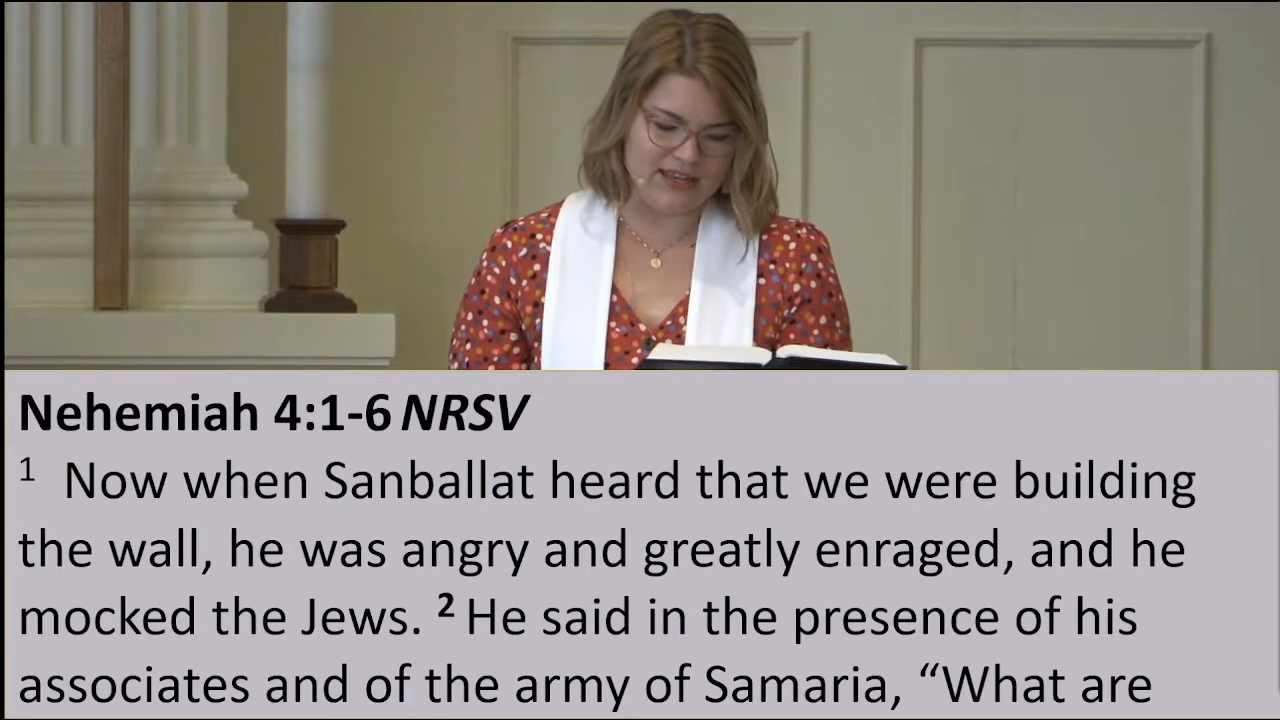 Nehemiah 4:1-6 NRSV
1 Now when Sanballat heard that we were building
the wall, he was angry and greatly enraged, and he
mocked the Jews. 2 He said in the presence of his
associates and of the army of Samaria, “What are